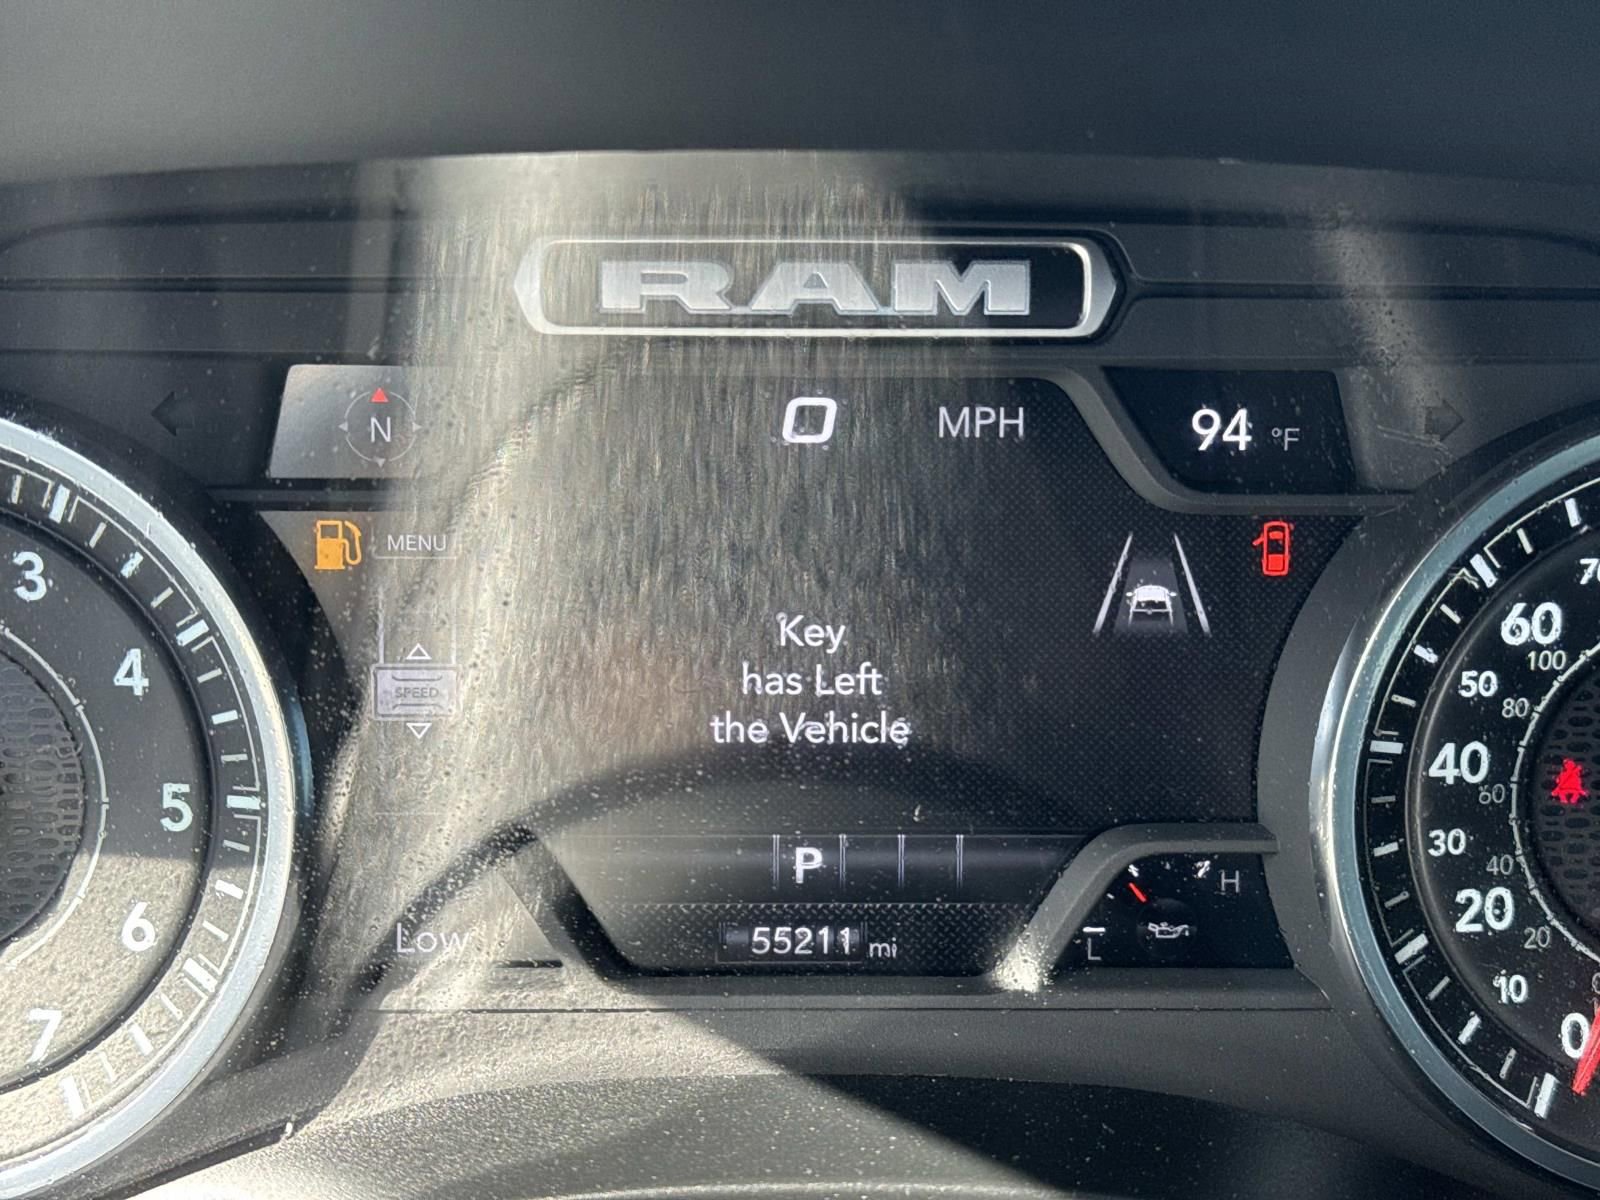 RAM
N
0 MPH
94 °F
MENU
SPEED
Key
has Left
the Vehicle
P
Low
55211 mi
L
H
3
4
5
6
7
60
50
40
30
20
10
0
100
80
60
40
20